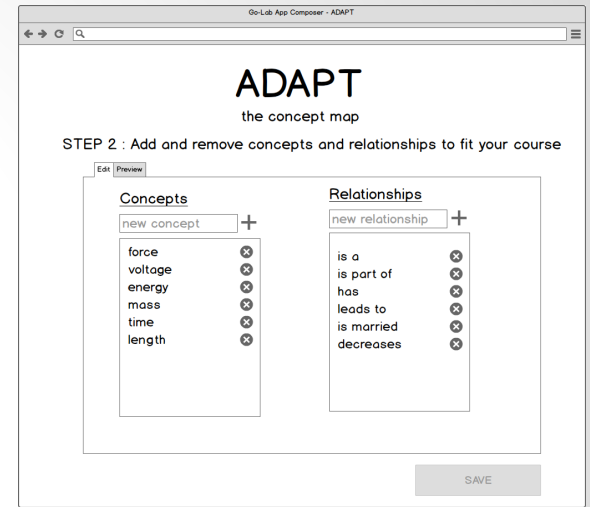 Go-Lab App Composer - ADAPT
ADAPT
the concept map
STEP 2 : Add and remove concepts and relationships to fit your course
Edit Preview
Concepts
new concept
force
voltage
energy
mass
time
length
Relationships
new relationship
is a
is part of
has
leads to
is married
decreases
SAVE